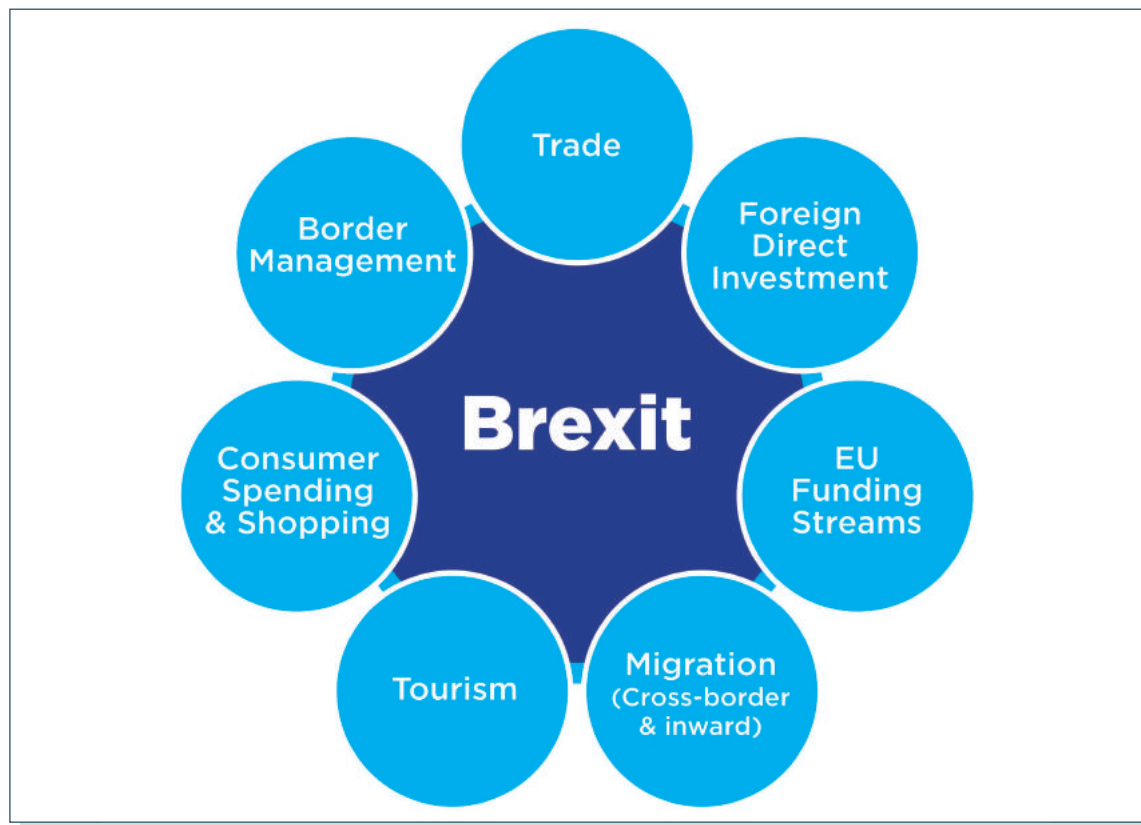 Trade
Foreign
Direct
Investment
EU
Funding
Streams
Migration
(Cross-border
& inward)
Tourism
Consumer
Spending
& Shopping
Border
Management
Brexit